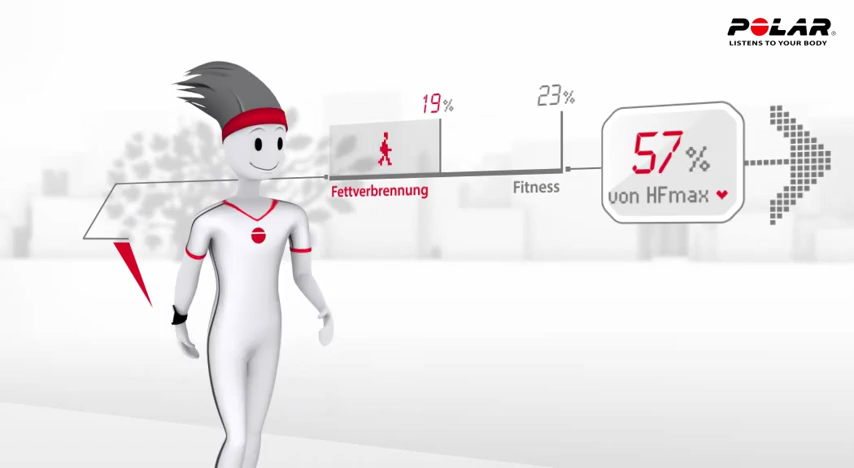 POLAR®
LISTENS TO YOUR BODY
19%
23%
Fettverbrennung
Fitness
57%
von HFmax